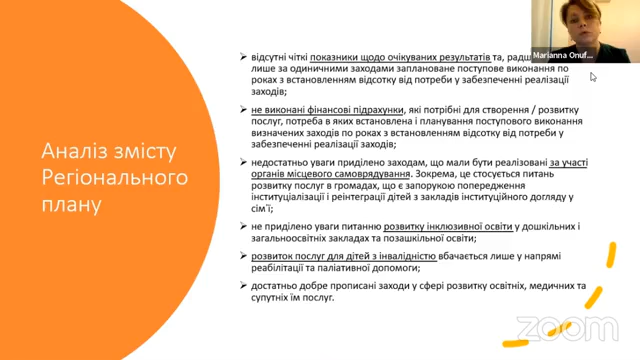 Marianna Onuf...
Аналіз змісту
Регіонального
плану
відсутні чіткі показники щодо очікуваних результатів та,
лише за одиничними заходами заплановане поступове виконання по
роках з встановленням відсотку від потреби у забезпеченні реалізації
заходів;
не виконані фінансові підрахунки, які потрібні для створення / розвитку
послуг, потреба в яких встановлена і планування поступового виконання
визначених заходів по роках з встановленням відсотку від потреби у
забезпеченні реалізації заходів;
недостатньо уваги приділено заходам, що мали бути реалізовані за участі
органів місцевого самоврядування. Зокрема, це стосується питань
розвитку послуг в громадах, що є запорукою попередження
інституціалізації і реінтеграції дітей з закладів інституційного догляду у
сім'ї;
не приділено уваги питанню розвитку інклюзивної освіти у дошкільних і
загальноосвітніх закладах та позашкільної освіти;
розвиток послуг для дітей з інвалідністю вбачається лише у напрямі
реабілітації та паліативної допомоги;
достатньо добре прописані заходи у сфері розвитку освітніх, медичних та
супутніх їм послуг.
zoom